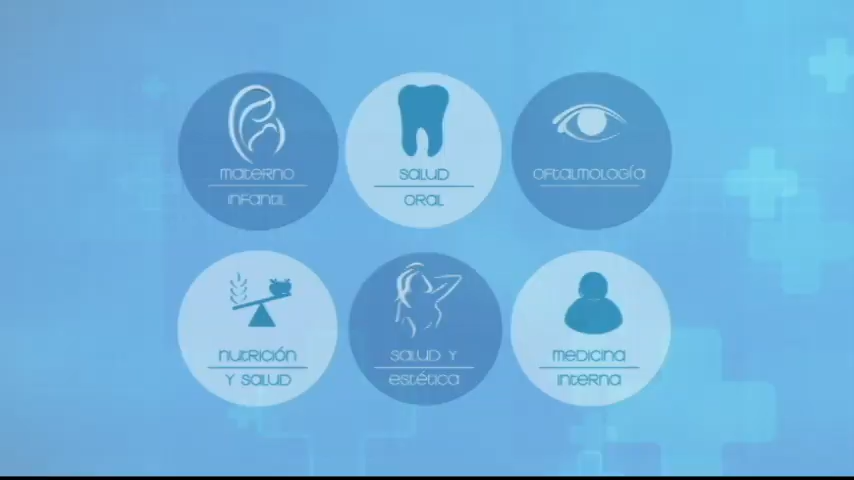 MATERNO
INFANTIL
SALUD
ORAL
OFTALMOLOGÍA
NUTRICIÓN
Y SALUD
SALUD Y
ESTÉTICA
MEDICINA
INTERNA